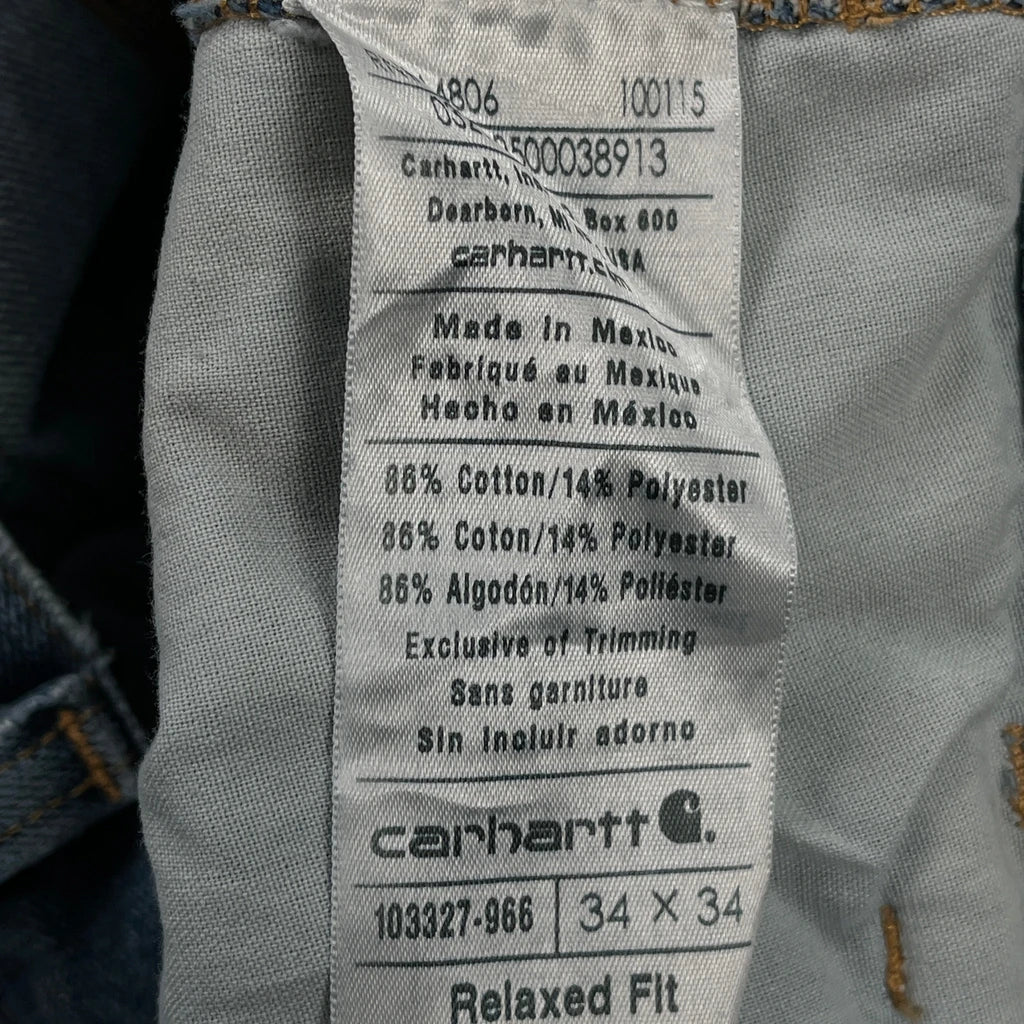 6806 100115
500038913
Carhartt,
Dearborn, Box 600
carhartt. USA
Made in Mexico
Fabriqué au Mexique
Hecho en México
86% Cotton/14% Polyester
86% Coton/14% Polyester
86% Algodón/14% Poliéster
Exclusive of Trimming
Sans garniture
Sin incluir adorno
carhartt
103327-966 34 X 34
Relaxed Fit